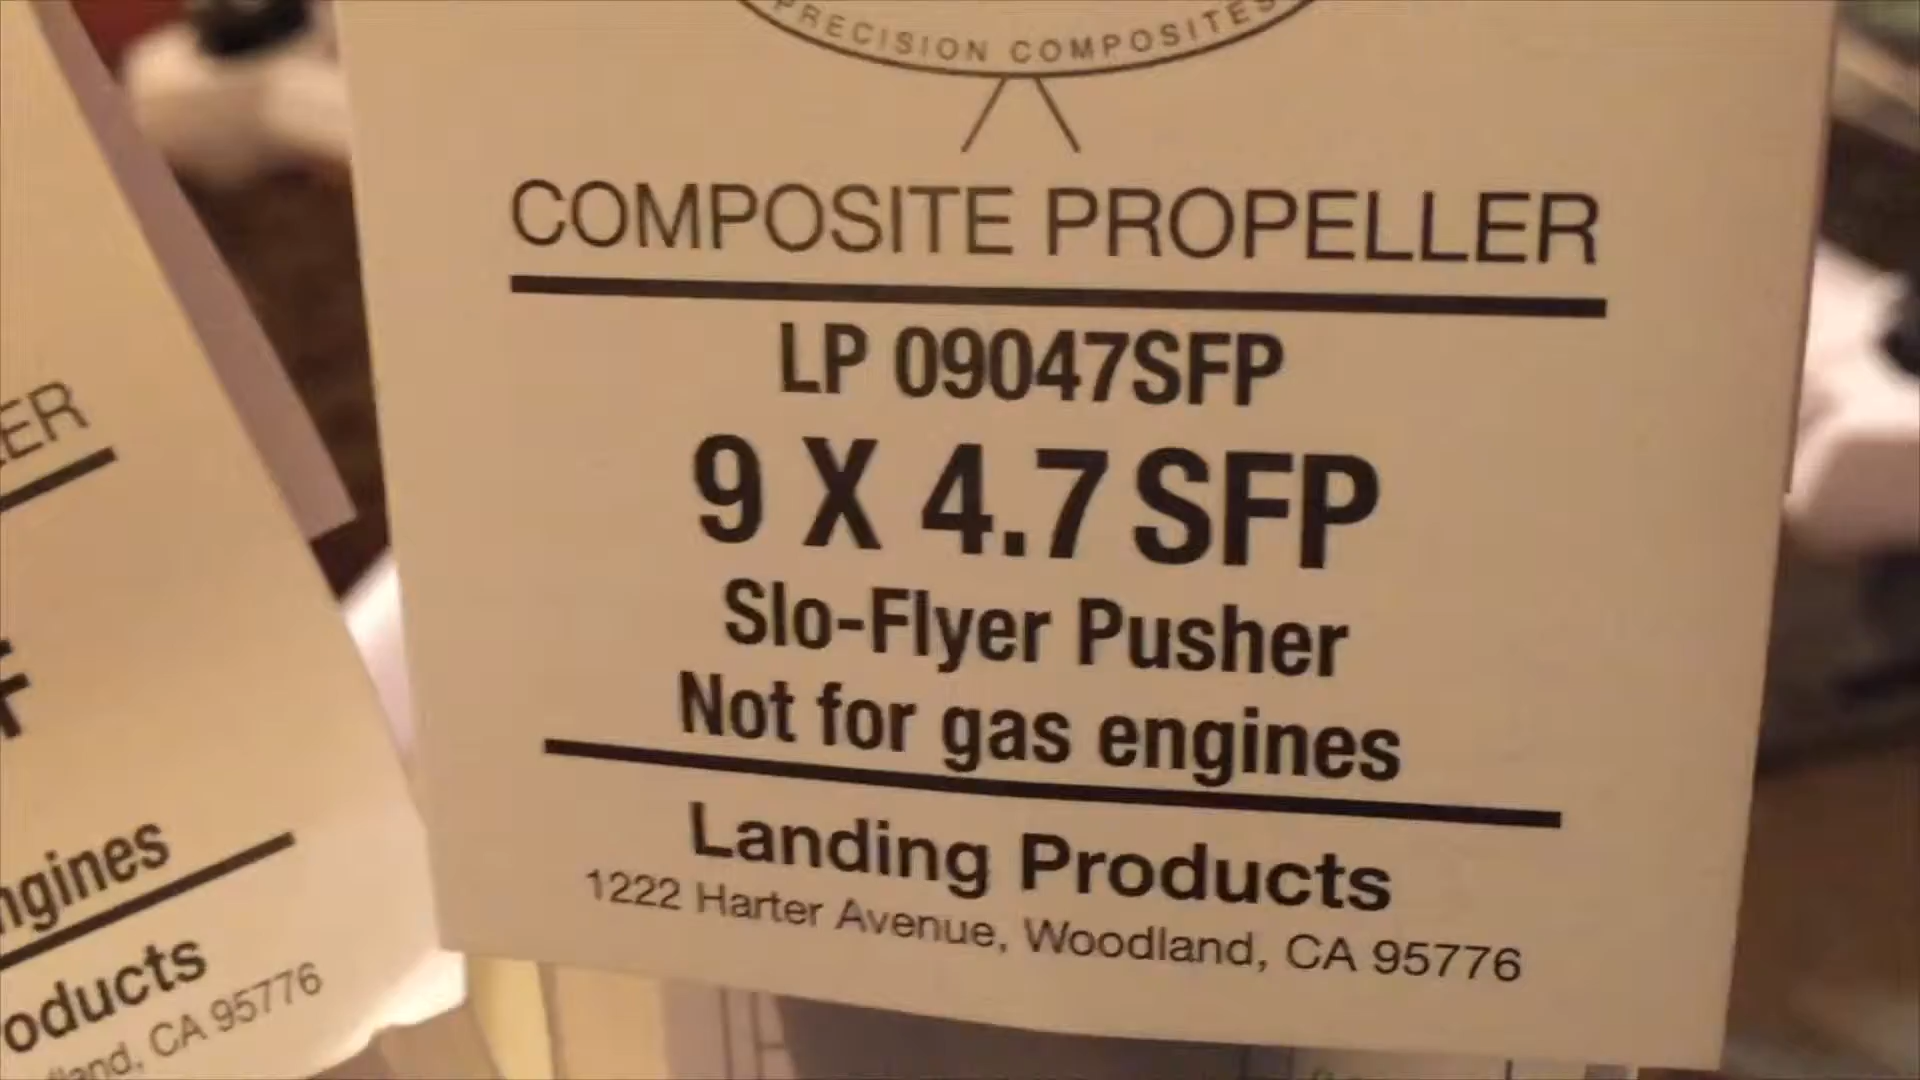 PRECISION COMPOSITES
COMPOSITE PROPELLER
LP 09047SFP
9 X 4.7 SFP
Slo-Flyer Pusher
Not for gas engines
Landing Products
1222 Harter Avenue, Woodland, CA 95776
ER
F
ngines
oducts
dland, CA 95776